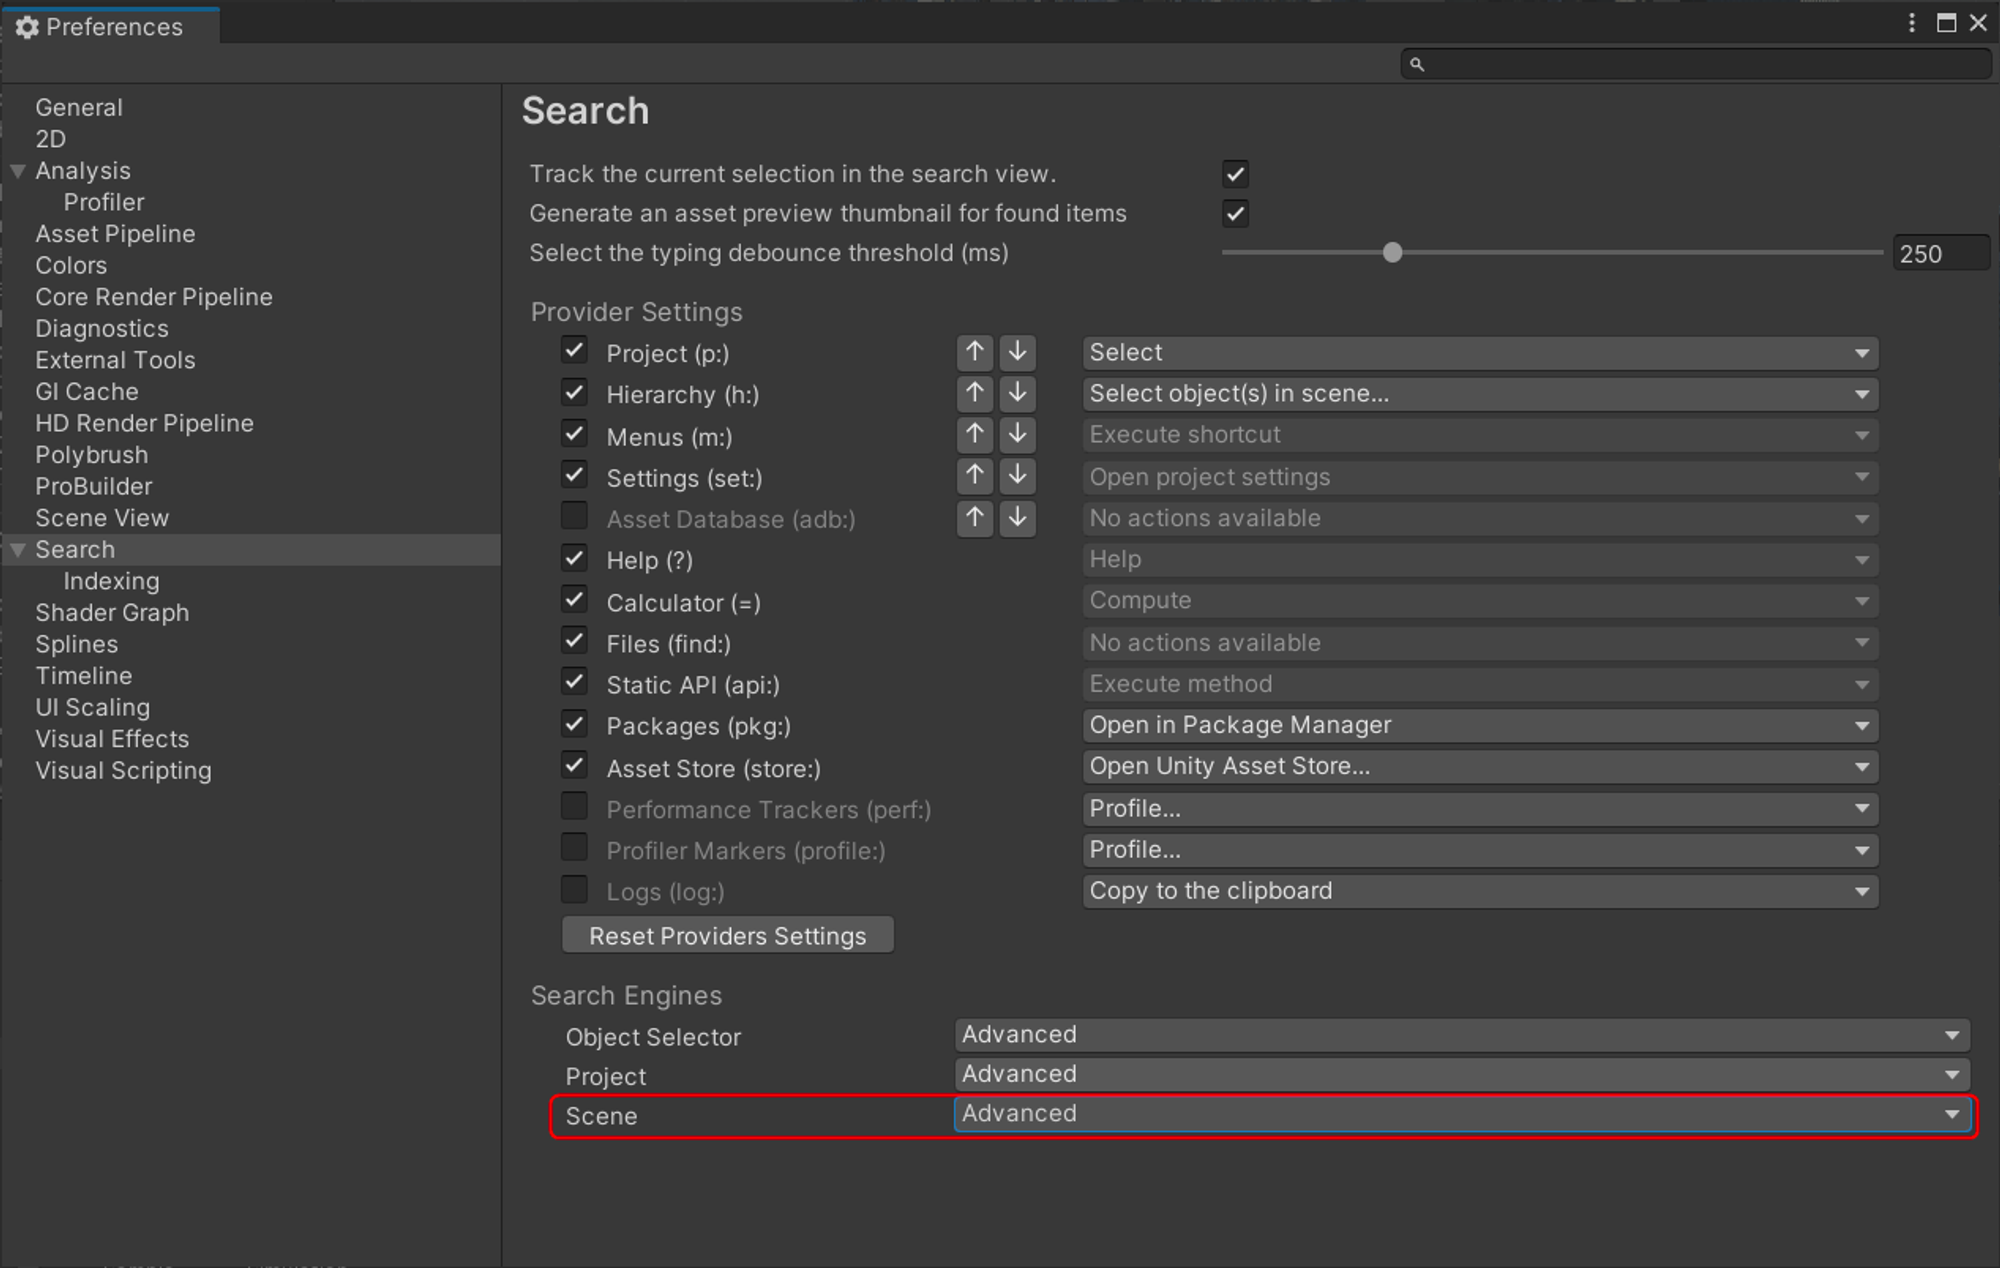 Preferences
General
2D
Analysis
Profiler
Asset Pipeline
Colors
Core Render Pipeline
Diagnostics
External Tools
GI Cache
HD Render Pipeline
Polybrush
ProBuilder
Scene View
Search
Indexing
Shader Graph
Splines
Timeline
UI Scaling
Visual Effects
Visual Scripting
Search
Track the current selection in the search view.
Generate an asset preview thumbnail for found items
Select the typing debounce threshold (ms) 250
Provider Settings
Project (p:) Select
Hierarchy (h:) Select object(s) in scene...
Menus (m:) Execute shortcut
Settings (set:) Open project settings
Asset Database (adb:) No actions available
Help (?) Help
Calculator (=) Compute
Files (find:) No actions available
Static API (api:) Execute method
Packages (pkg:) Open in Package Manager
Asset Store (store:) Open Unity Asset Store...
Performance Trackers (perf:) Profile...
Profiler Markers (profile:) Profile...
Logs (log:) Copy to the clipboard
Reset Providers Settings
Search Engines
Object Selector Advanced
Project Advanced
Scene Advanced